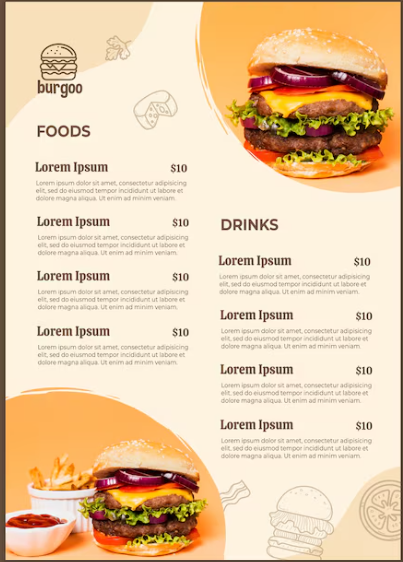 burgoo
FOODS
Lorem Ipsum $10
Lorem ipsum dolor sit amet, consectetur adipisicing
elit, sed do eiusmod tempor incididunt ut labore et
dolore magna aliqua. Ut enim ad minim veniam.
Lorem Ipsum $10
Lorem ipsum dolor sit amet, consectetur adipisicing
elit, sed do eiusmod tempor incididunt ut labore et
dolore magna aliqua. Ut enim ad minim veniam.
Lorem Ipsum $10
Lorem ipsum dolor sit amet, consectetur adipisicing
elit, sed do eiusmod tempor incididunt ut labore et
dolore magna aliqua. Ut enim ad minim veniam.
Lorem Ipsum $10
Lorem ipsum dolor sit amet, consectetur adipisicing
elit, sed do eiusmod tempor incididunt ut labore et
dolore magna aliqua. Ut enim ad minim veniam.
DRINKS
Lorem Ipsum $10
Lorem ipsum dolor sit amet, consectetur adipisicing
elit, sed do eiusmod tempor incididunt ut labore et
dolore magna aliqua. Ut enim ad minim veniam.
Lorem Ipsum $10
Lorem ipsum dolor sit amet, consectetur adipisicing
elit, sed do eiusmod tempor incididunt ut labore et
dolore magna aliqua. Ut enim ad minim veniam
Lorem Ipsum $10
Lorem ipsum dolor sit amet, consectetur adipisicing
elit, sed do eiusmod tempor incididunt ut labore et
dolore magna aliqua. Ut enim ad minim veniam.
Lorem Ipsum $10
Lorem ipsum dolor sit amet, consectetur adipisicing
elit, sed do eiusmod tempor incididunt ut labore et
dolore magna aliqua. Ut enim ad minim veniam.